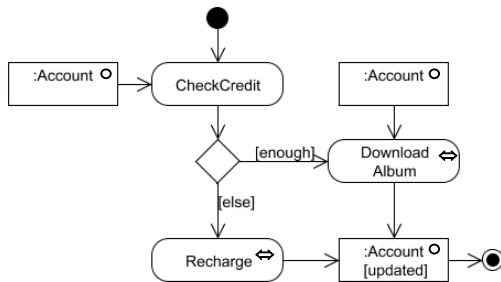 :Account
CheckCredit
:Account
[enough]
Download
Album
[else]
Recharge
:Account
[updated]